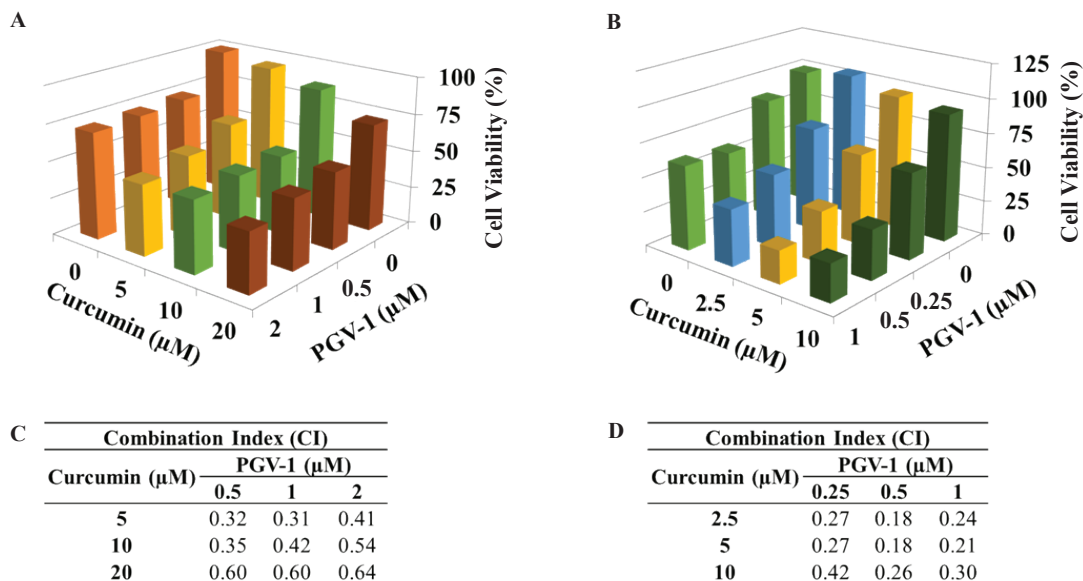 A
100
75
50
25
0
Cell Viability (%)
0
5
10
20
Curcumin (µM)
2
1
0.5
0
PGV-1 (µM)
B
125
100
75
50
25
0
Cell Viability (%)
0
2.5
5
10
Curcumin (µM)
1
0.5
0.25
0
PGV-1 (µM)
C
Combination Index (CI)
Curcumin (µM) PGV-1 (µM)
0.5 1 2
5 0.32 0.31 0.41
10 0.35 0.42 0.54
20 0.60 0.60 0.64
D
Combination Index (CI)
Curcumin (µM) PGV-1 (µM)
0.25 0.5 1
2.5 0.27 0.18 0.24
5 0.27 0.18 0.21
10 0.42 0.26 0.30